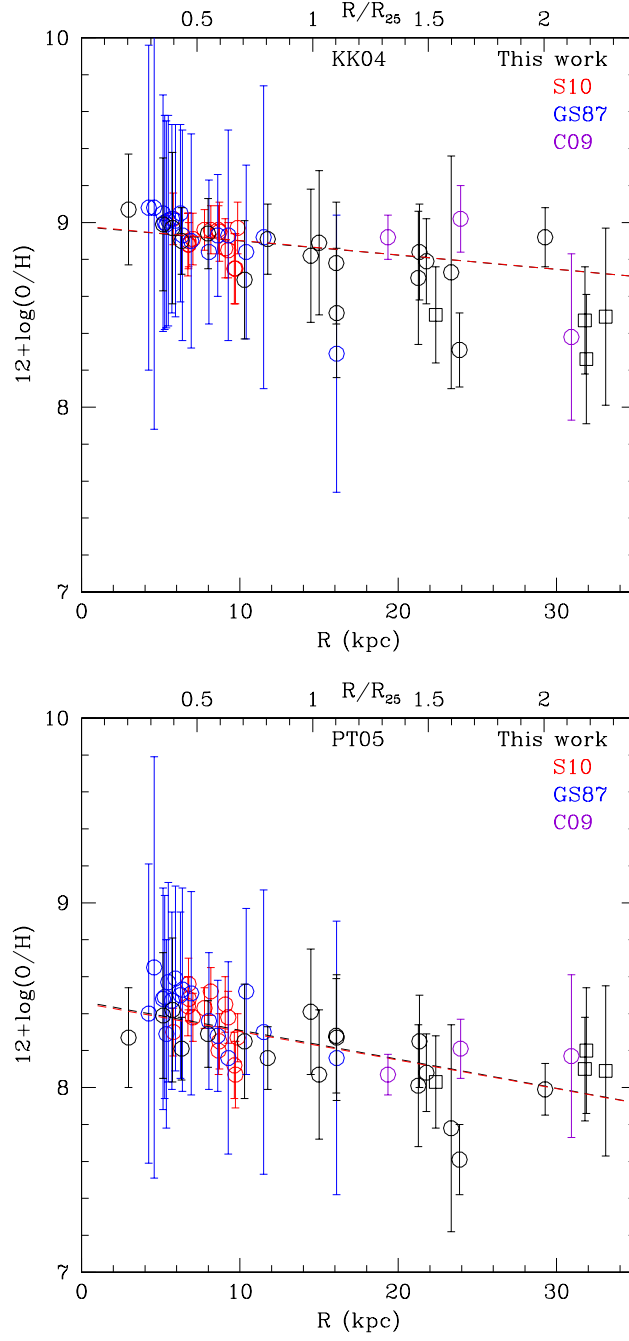 R/R25
0.5 1 1.5 2
10 KK04 This work
S10
GS87
C09
9
12+log(O/H)
8
7
0 10 20 30
R (kpc)
R/R25
0.5 1 1.5 2
10 PT05 This work
S10
GS87
C09
9
12+log(O/H)
8
7
0 10 20 30
R (kpc)